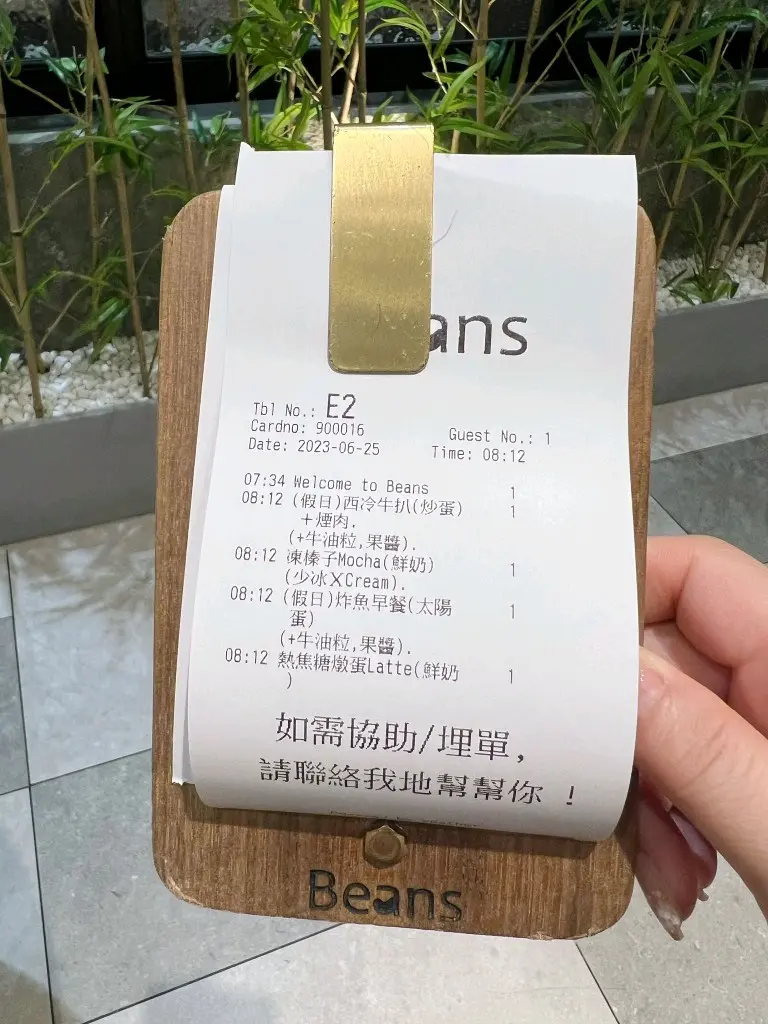 ans
Tbl No.: E2
Cardno: 900016 Guest No.: 1
Date: 2023-06-25 Time: 08:12
07:34 Welcome to Beans 1
08:12 (假日)西冷牛扒(炒蛋) 1
+煙肉.
(+牛油粒,果醬).
08:12 凍榛子Mocha(鮮奶) 1
(少冰XCream).
08:12 (假日)炸魚早餐(太陽 1
蛋)
(+牛油粒,果醬).
08:12 熱焦糖燉蛋Latte(鮮奶 1
)
如需協助/埋單,
請聯絡我地幫幫你 !
Beans